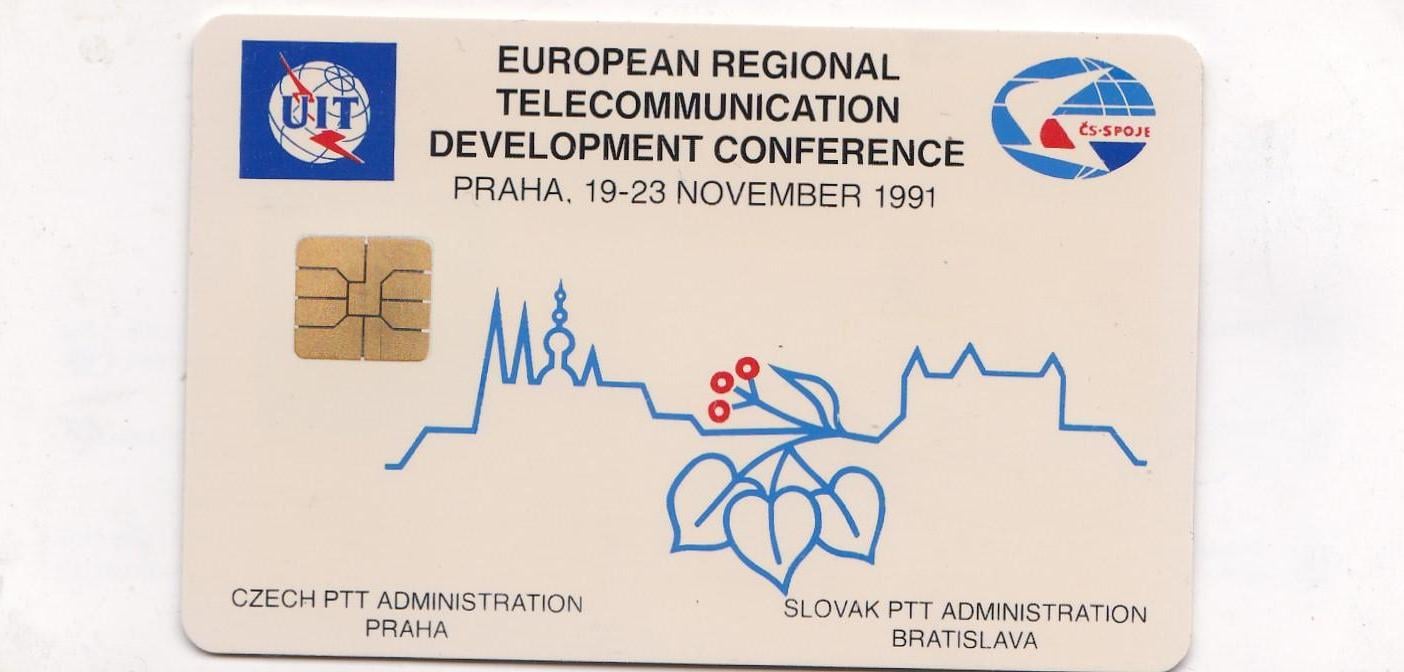 UIT
EUROPEAN REGIONAL
TELECOMMUNICATION
DEVELOPMENT CONFERENCE
PRAHA, 19-23 NOVEMBER 1991
ČS-SPOJE
CZECH PTT ADMINISTRATION
PRAHA
SLOVAK PTT ADMINISTRATION
BRATISLAVA